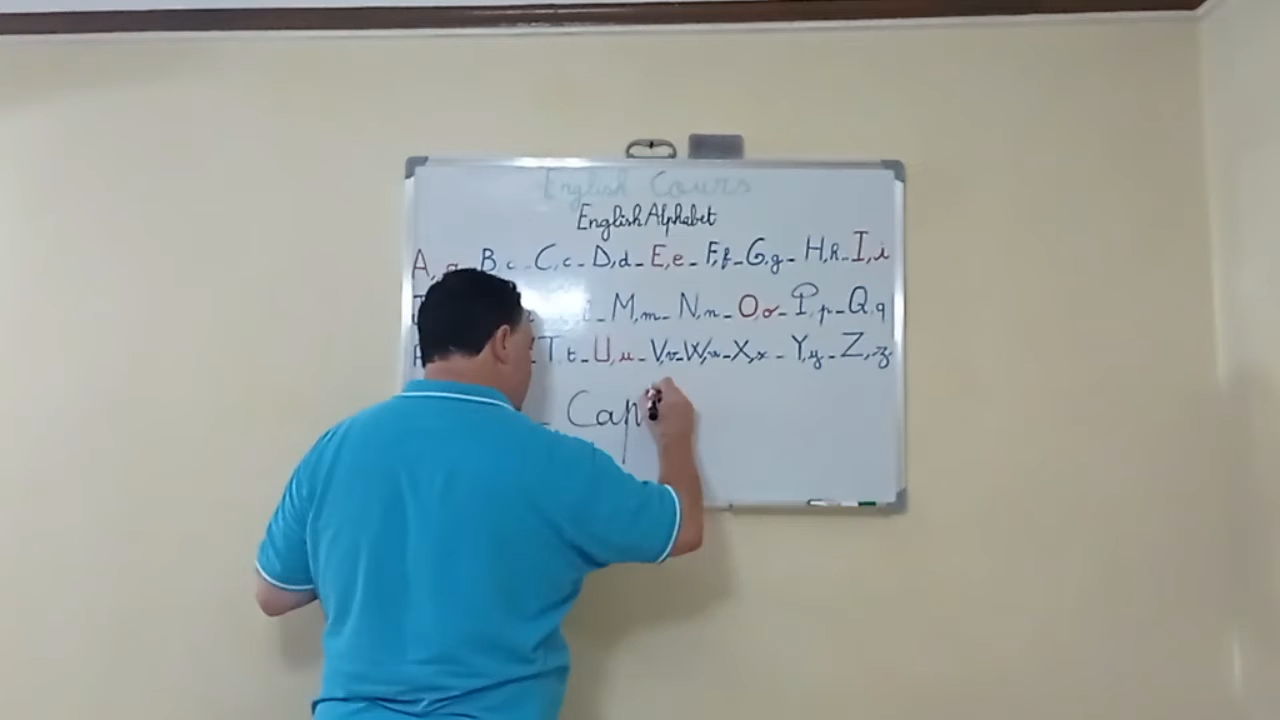 English Cours
English Alphabet
A, a - B, c - C, c - D, d - E, e - F, f - G, g - H, h - I, i
l - M, m - N, n - O, o - P, p - Q, q
T, t - U, u - V, v - W, w - X, x - Y, y - Z, z
- Cap